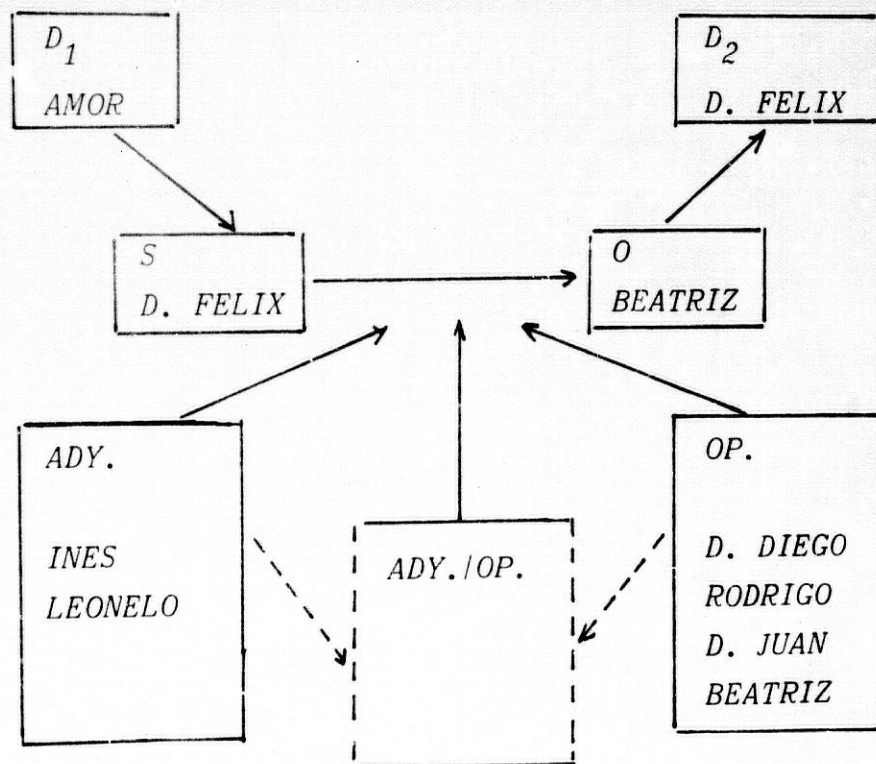 D1
AMOR
D2
D. FELIX
S
D. FELIX
O
BEATRIZ
ADY.
INES
LEONELO
ADY./OP.
OP.
D. DIEGO
RODRIGO
D. JUAN
BEATRIZ